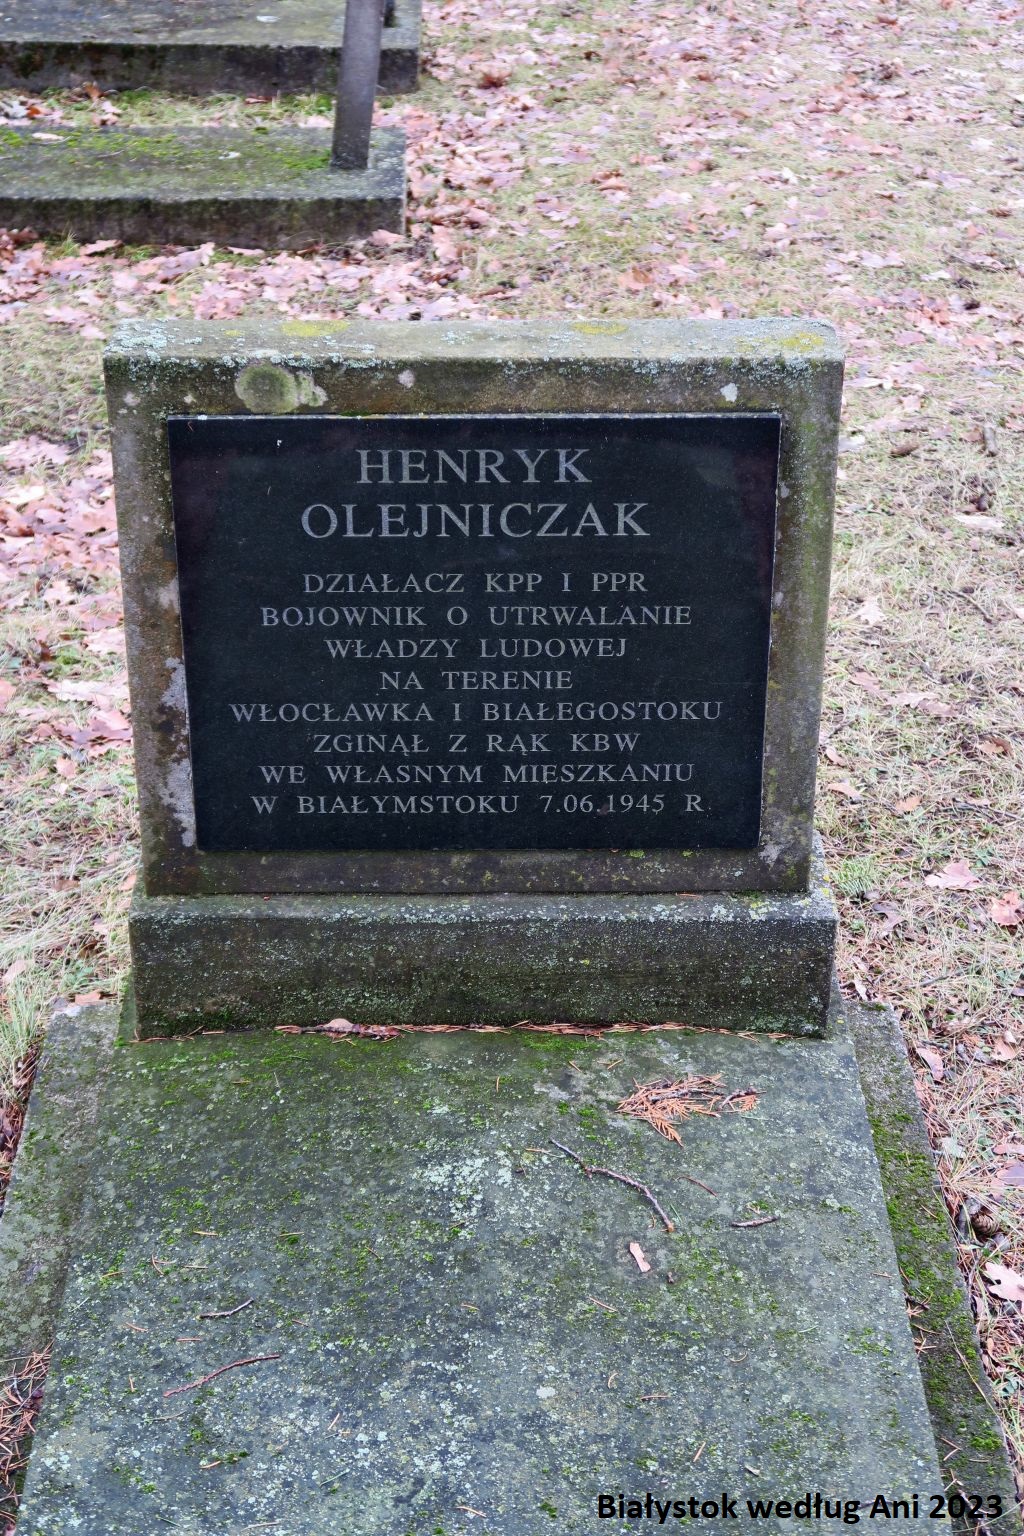 HENRYK
OLEJNICZAK
DZIAŁACZ KPP I PPR
BOJOWNIK O UTRWALANIE
WŁADZY LUDOWEJ
NA TERENIE
WŁOCŁAWKA I BIAŁEGOSTOKU
ZGINĄŁ Z RĄK KBW
WE WŁASNYM MIESZKANIU
W BIAŁYMSTOKU 7.06.1945 R.
Białystok według Ani 2023